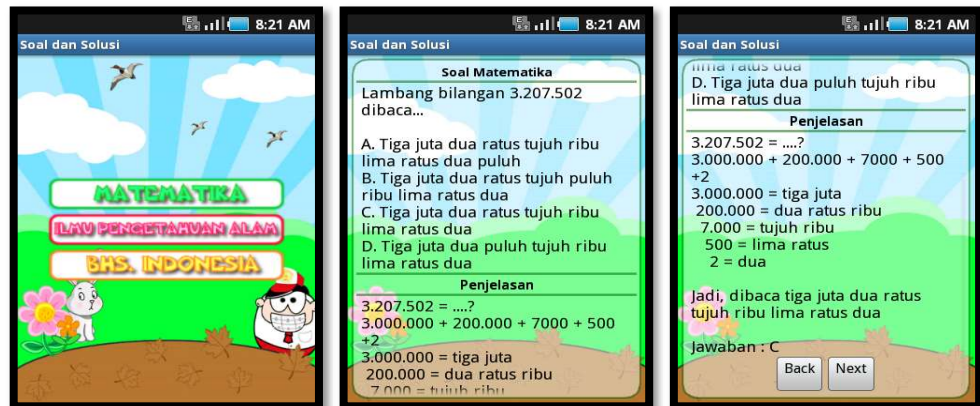 8:21 AM
Soal dan Solusi
MATEMATIKA
ILMU PENGETAHUAN ALAM
BHS. INDONESIA
8:21 AM
Soal dan Solusi
Soal Matematika
Lambang bilangan 3.207.502
dibaca...
A. Tiga juta dua ratus tujuh ribu
lima ratus dua puluh
B. Tiga juta dua ratus tujuh puluh
ribu lima ratus dua
C. Tiga juta dua ratus tujuh ribu
lima ratus dua
D. Tiga juta dua puluh tujuh ribu
lima ratus dua
Penjelasan
3.207.502 = ....?
3.000.000 + 200.000 + 7000 + 500
+2
3.000.000 = tiga juta
200.000 = dua ratus ribu
7.000 = tujuh ribu
8:21 AM
Soal dan Solusi
lima ratus dua
D. Tiga juta dua puluh tujuh ribu
lima ratus dua
Penjelasan
3.207.502 = ....?
3.000.000 + 200.000 + 7000 + 500
+2
3.000.000 = tiga juta
200.000 = dua ratus ribu
7.000 = tujuh ribu
500 = lima ratus
2 = dua
Jadi, dibaca tiga juta dua ratus
tujuh ribu lima ratus dua
Jawaban : C
Back Next